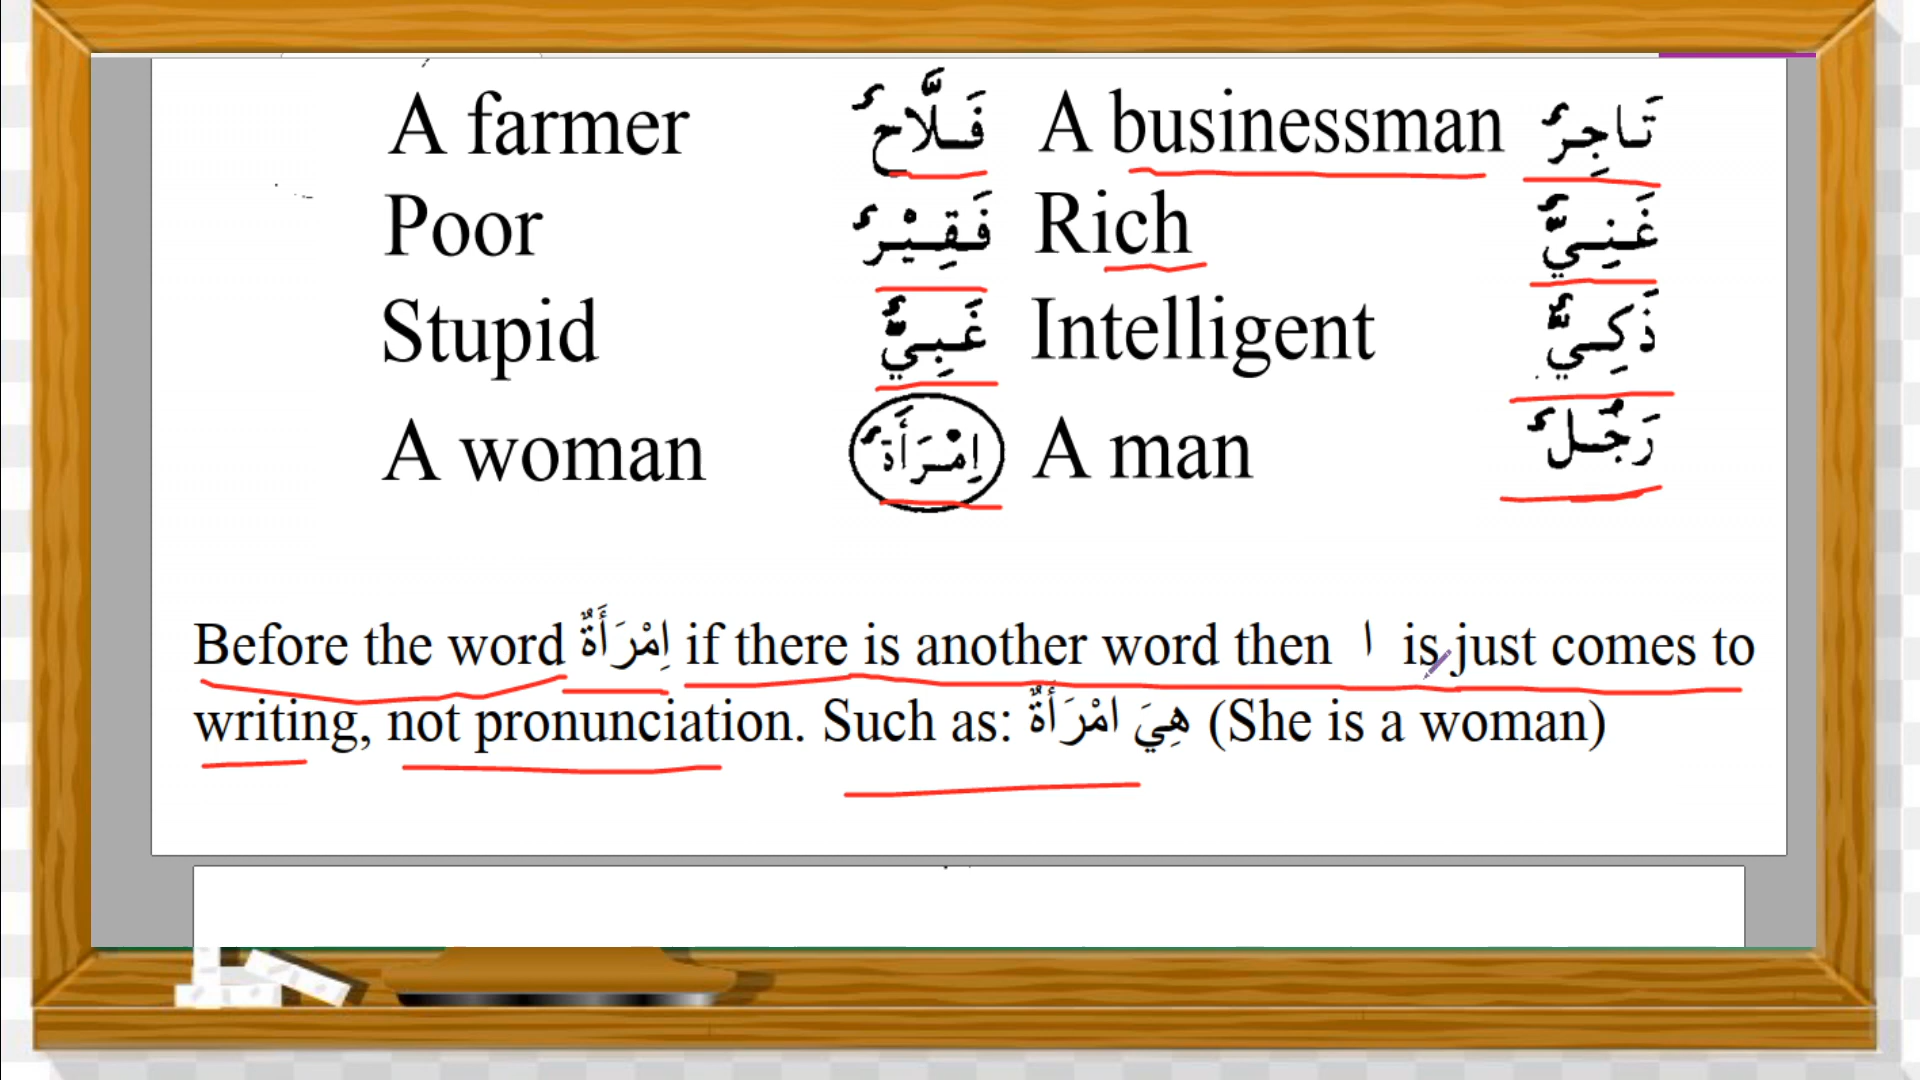 A farmer فَلَّاحٌ A businessman تَاجِرٌ
Poor فَقِيْرٌ Rich غَنِيٌّ
Stupid غَبِيٌّ Intelligent ذَكِيٌّ
A woman اِمْرَأَةٌ A man رَجُلٌ
Before the word اِمْرَأَةٌ if there is another word then ا is just comes to
writing, not pronunciation. Such as: هِيَ امْرَأَةٌ (She is a woman)